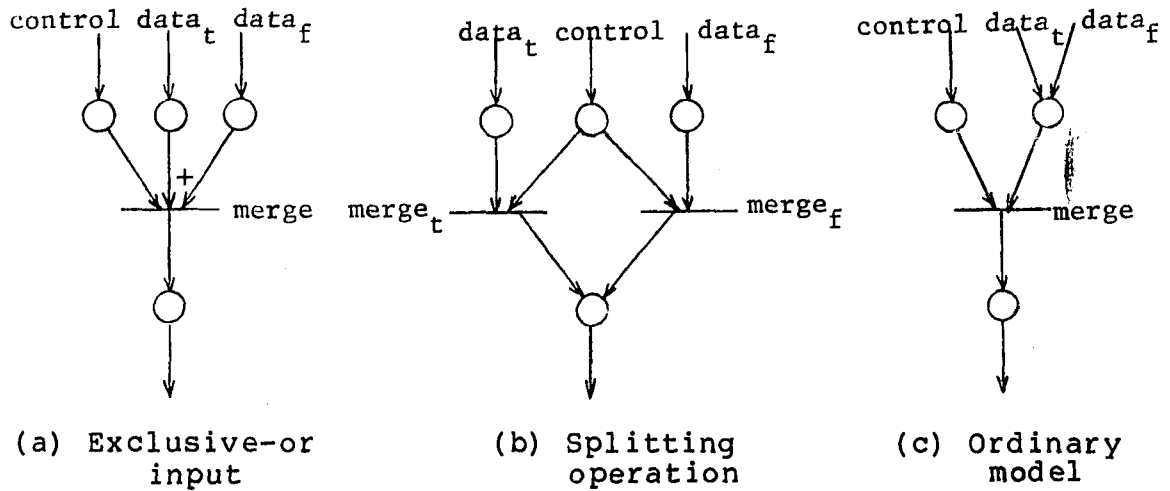 control data_t data_f
data_t control data_f
control data_t data_f
+
merge
merge_t
merge_f
merge
(a) Exclusive-or
input
(b) Splitting
operation
(c) Ordinary
model